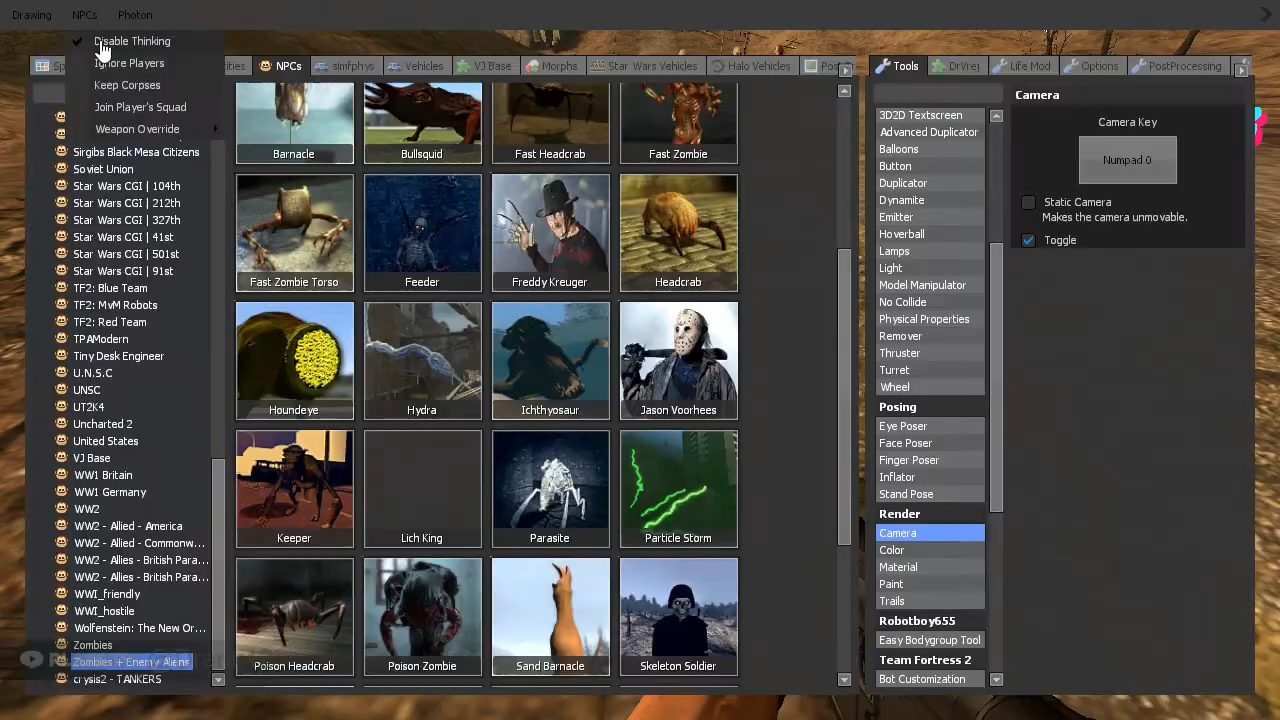 Drawing
NPCs
Photon
Disable Thinking
Ignore Players
Keep Corpses
Join Player's Squad
Weapon Override
NPCs
simfphys
Vehicles
VJ Base
Morphs
Star Wars Vehicles
Halo Vehicles
Sirgibs Black Mesa Citizens
Soviet Union
Star Wars CGI | 104th
Star Wars CGI | 212th
Star Wars CGI | 327th
Star Wars CGI | 41st
Star Wars CGI | 501st
Star Wars CGI | 91st
TF2: Blue Team
TF2: MvM Robots
TF2: Red Team
TPAModern
Tiny Desk Engineer
U.N.S.C
UNSC
UT2K4
Uncharted 2
United States
VJ Base
WW1 Britain
WW1 Germany
WW2
WW2 - Allied - America
WW2 - Allied - Commonw...
WW2 - Allies - British Para...
WW2 - Allies - British Para...
WWI_friendly
WWI_hostile
Wolfenstein: The New Or...
Zombies
Zombies + Enemy Aliens
crysis2 - TANKERS
Barnacle
Bullsquid
Fast Headcrab
Fast Zombie
Fast Zombie Torso
Feeder
Freddy Kreuger
Headcrab
Houndeye
Hydra
Ichthyosaur
Jason Voorhees
Keeper
Lich King
Parasite
Particle Storm
Poison Headcrab
Poison Zombie
Sand Barnacle
Skeleton Soldier
Tools
DrVrej
Life Mod
Options
PostProcessing
3D2D Textscreen
Advanced Duplicator
Balloons
Button
Duplicator
Dynamite
Emitter
Hoverball
Lamps
Light
Model Manipulator
No Collide
Physical Properties
Remover
Thruster
Turret
Wheel
Posing
Eye Poser
Face Poser
Finger Poser
Inflator
Stand Pose
Render
Camera
Color
Material
Paint
Trails
Robotboy655
Easy Bodygroup Tool
Team Fortress 2
Bot Customization
Camera
Camera Key
Numpad 0
Static Camera
Makes the camera unmovable.
Toggle